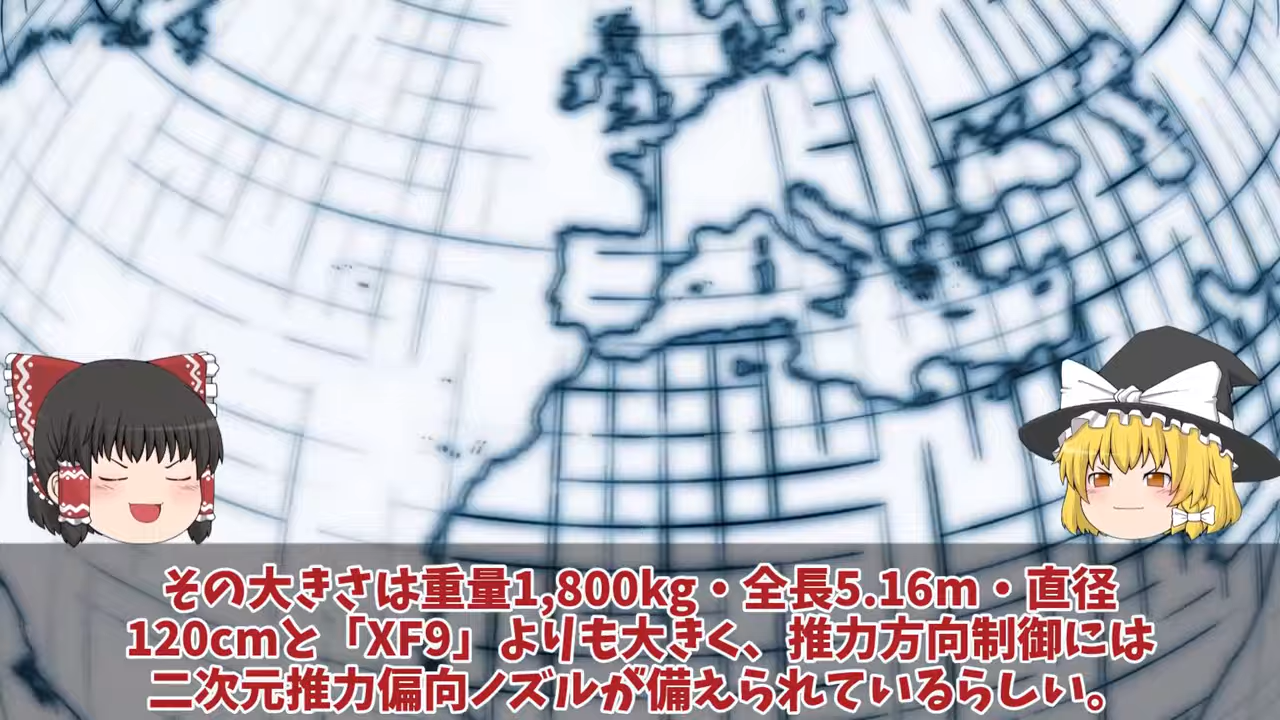 その大きさは重量1,800kg・全長5.16m・直径
120cmと「XF9」よりも大きく、推力方向制御には
二次元推力偏向ノズルが備えられているらしい。